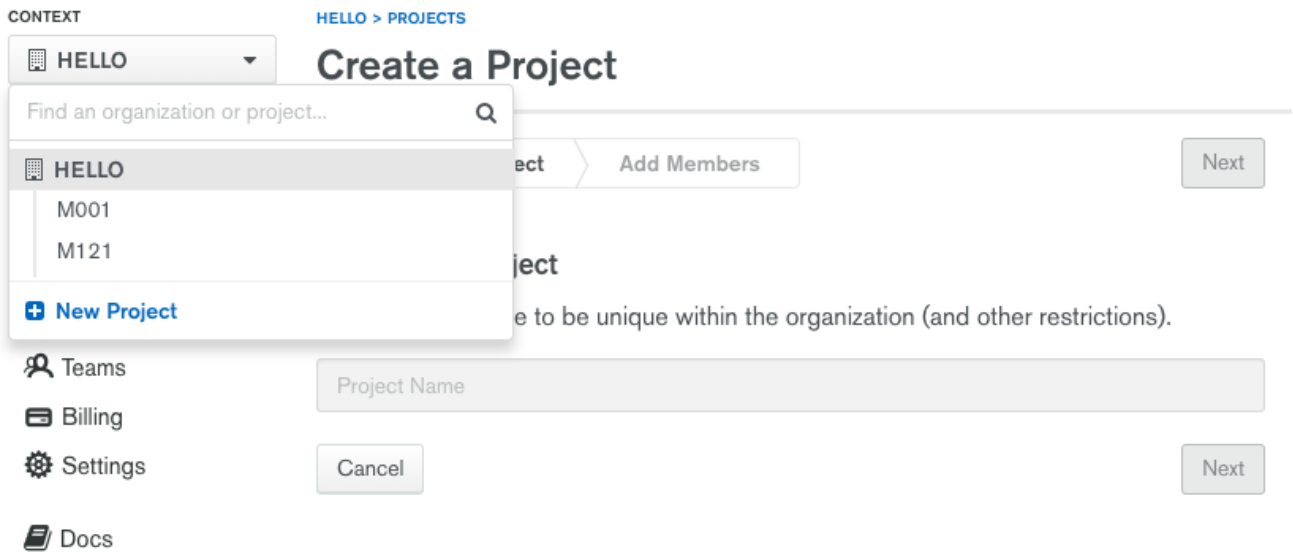 CONTEXT
HELLO
Find an organization or project...
HELLO
M001
M121
New Project
Teams
Billing
Settings
Docs
HELLO > PROJECTS
Create a Project
ect
Add Members
Next
ject
e to be unique within the organization (and other restrictions).
Project Name
Cancel
Next